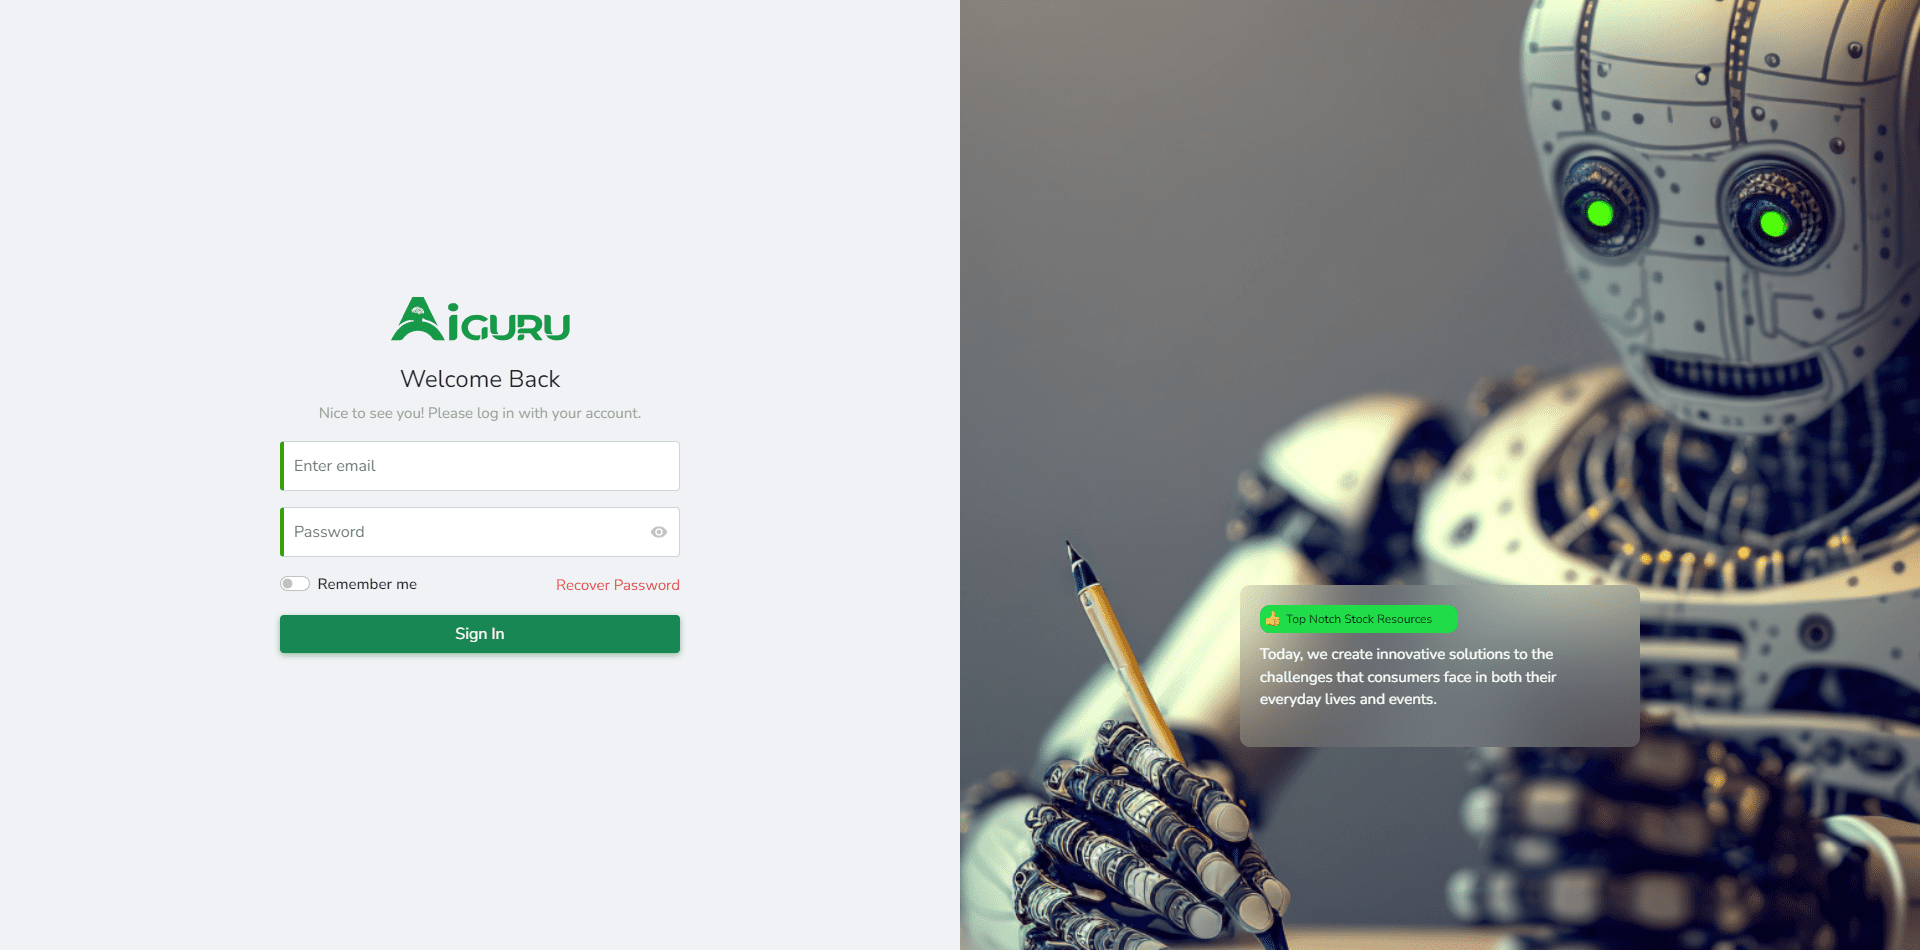 AiGURU
Welcome Back
Nice to see you! Please log in with your account.
Enter email
Password
Remember me
Recover Password
Sign In
👍 Top Notch Stock Resources
Today, we create innovative solutions to the
challenges that consumers face in both their
everyday lives and events.